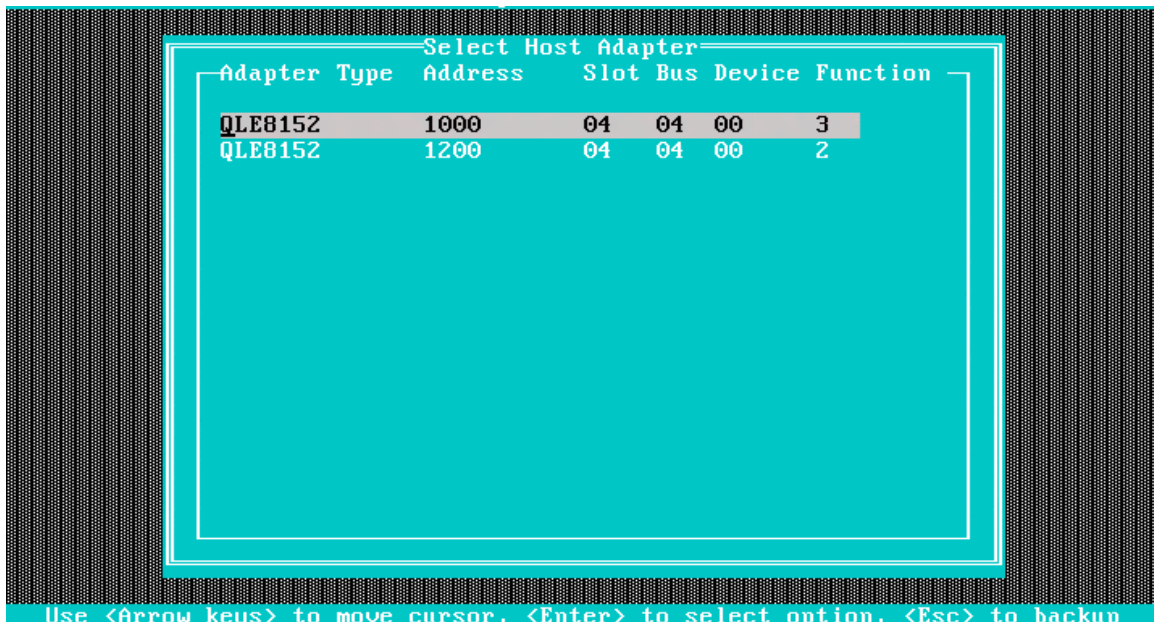 Select Host Adapter
Adapter Type Address Slot Bus Device Function
QLE8152 1000 04 04 00 3
QLE8152 1200 04 04 00 2
Use <Arrow keys> to move cursor, <Enter> to select option, <Esc> to backup